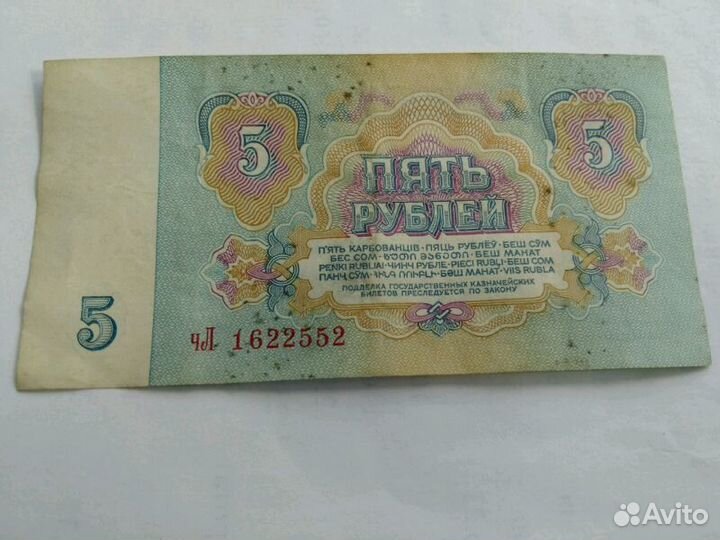 5
5
ПЯТЬ
РУБЛЕЙ
П'ЯТЬ КАРБОВАНЦІВ · ПЯЦЬ РУБЛЁЎ · БЕШ СЎМ
БЕС СОМ · ᲮᲣᲗᲘ ᲛᲐᲜᲔᲗᲘ · БЕШ МАНАТ
PENKI RUBLIAI · ЧИНЧ РУБЛЕ · PIECI RUBĻI · БЕШ СОМ
ПАНҶ СӮМ · ՀԻՆԳ ՌՈՒԲԼԻ · БӘШ МАНАТ · VIIS RUBLA
ПОДДЕЛКА ГОСУДАРСТВЕННЫХ КАЗНАЧЕЙСКИХ
БИЛЕТОВ ПРЕСЛЕДУЕТСЯ ПО ЗАКОНУ
5
чЛ 1622552
Avito